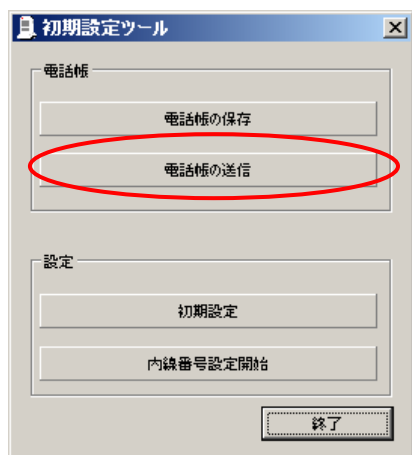 初期設定ツール
電話帳
電話帳の保存
電話帳の送信
設定
初期設定
内線番号設定開始
終了